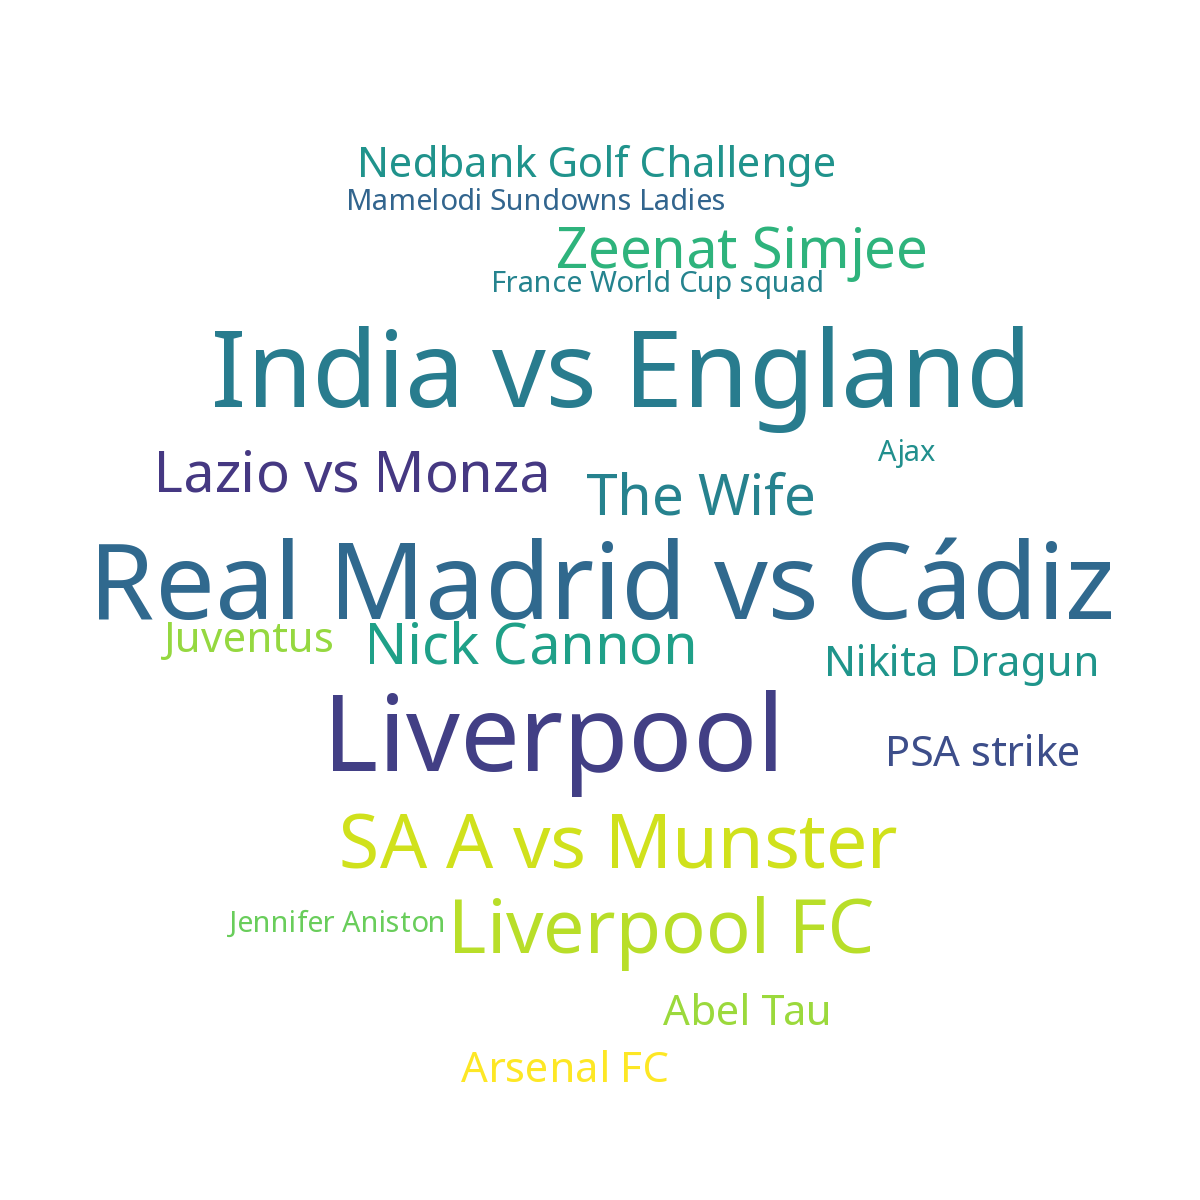 Nedbank Golf Challenge
Mamelodi Sundowns Ladies
Zeenat Simjee
France World Cup squad
India vs England
Ajax
Lazio vs Monza
The Wife
Real Madrid vs Cádiz
Juventus
Nick Cannon
Nikita Dragun
Liverpool
PSA strike
SA A vs Munster
Jennifer Aniston
Liverpool FC
Abel Tau
Arsenal FC